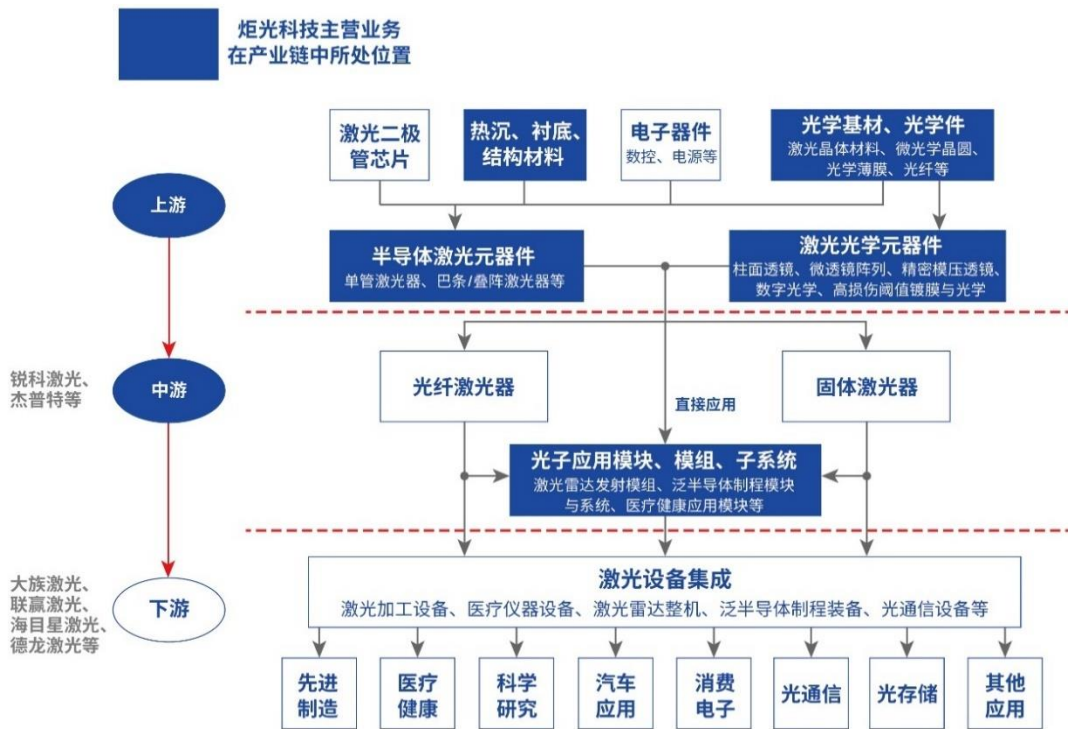 炬光科技主营业务
在产业链中所处位置
激光二极
管芯片
热沉、衬底、
结构材料
电子器件
数控、电源等
光学基材、光学件
激光晶体材料、微光学晶圆、
光学薄膜、光纤等
上游
半导体激光元器件
单管激光器、巴条/叠阵激光器等
激光光学元器件
柱面透镜、微透镜阵列、精密模压透镜、
数字光学、高损伤阈值镀膜与光学
锐科激光、
杰普特等
中游
光纤激光器
直接应用
固体激光器
光子应用模块、模组、子系统
激光雷达发射模组、泛半导体制程模块
与系统、医疗健康应用模块等
大族激光、
联赢激光、
海目星激光、
德龙激光等
下游
激光设备集成
激光加工设备、医疗仪器设备、激光雷达整机、泛半导体制程装备、光通信设备等
先进
制造
医疗
健康
科学
研究
汽车
应用
消费
电子
光通信
光存储
其他
应用